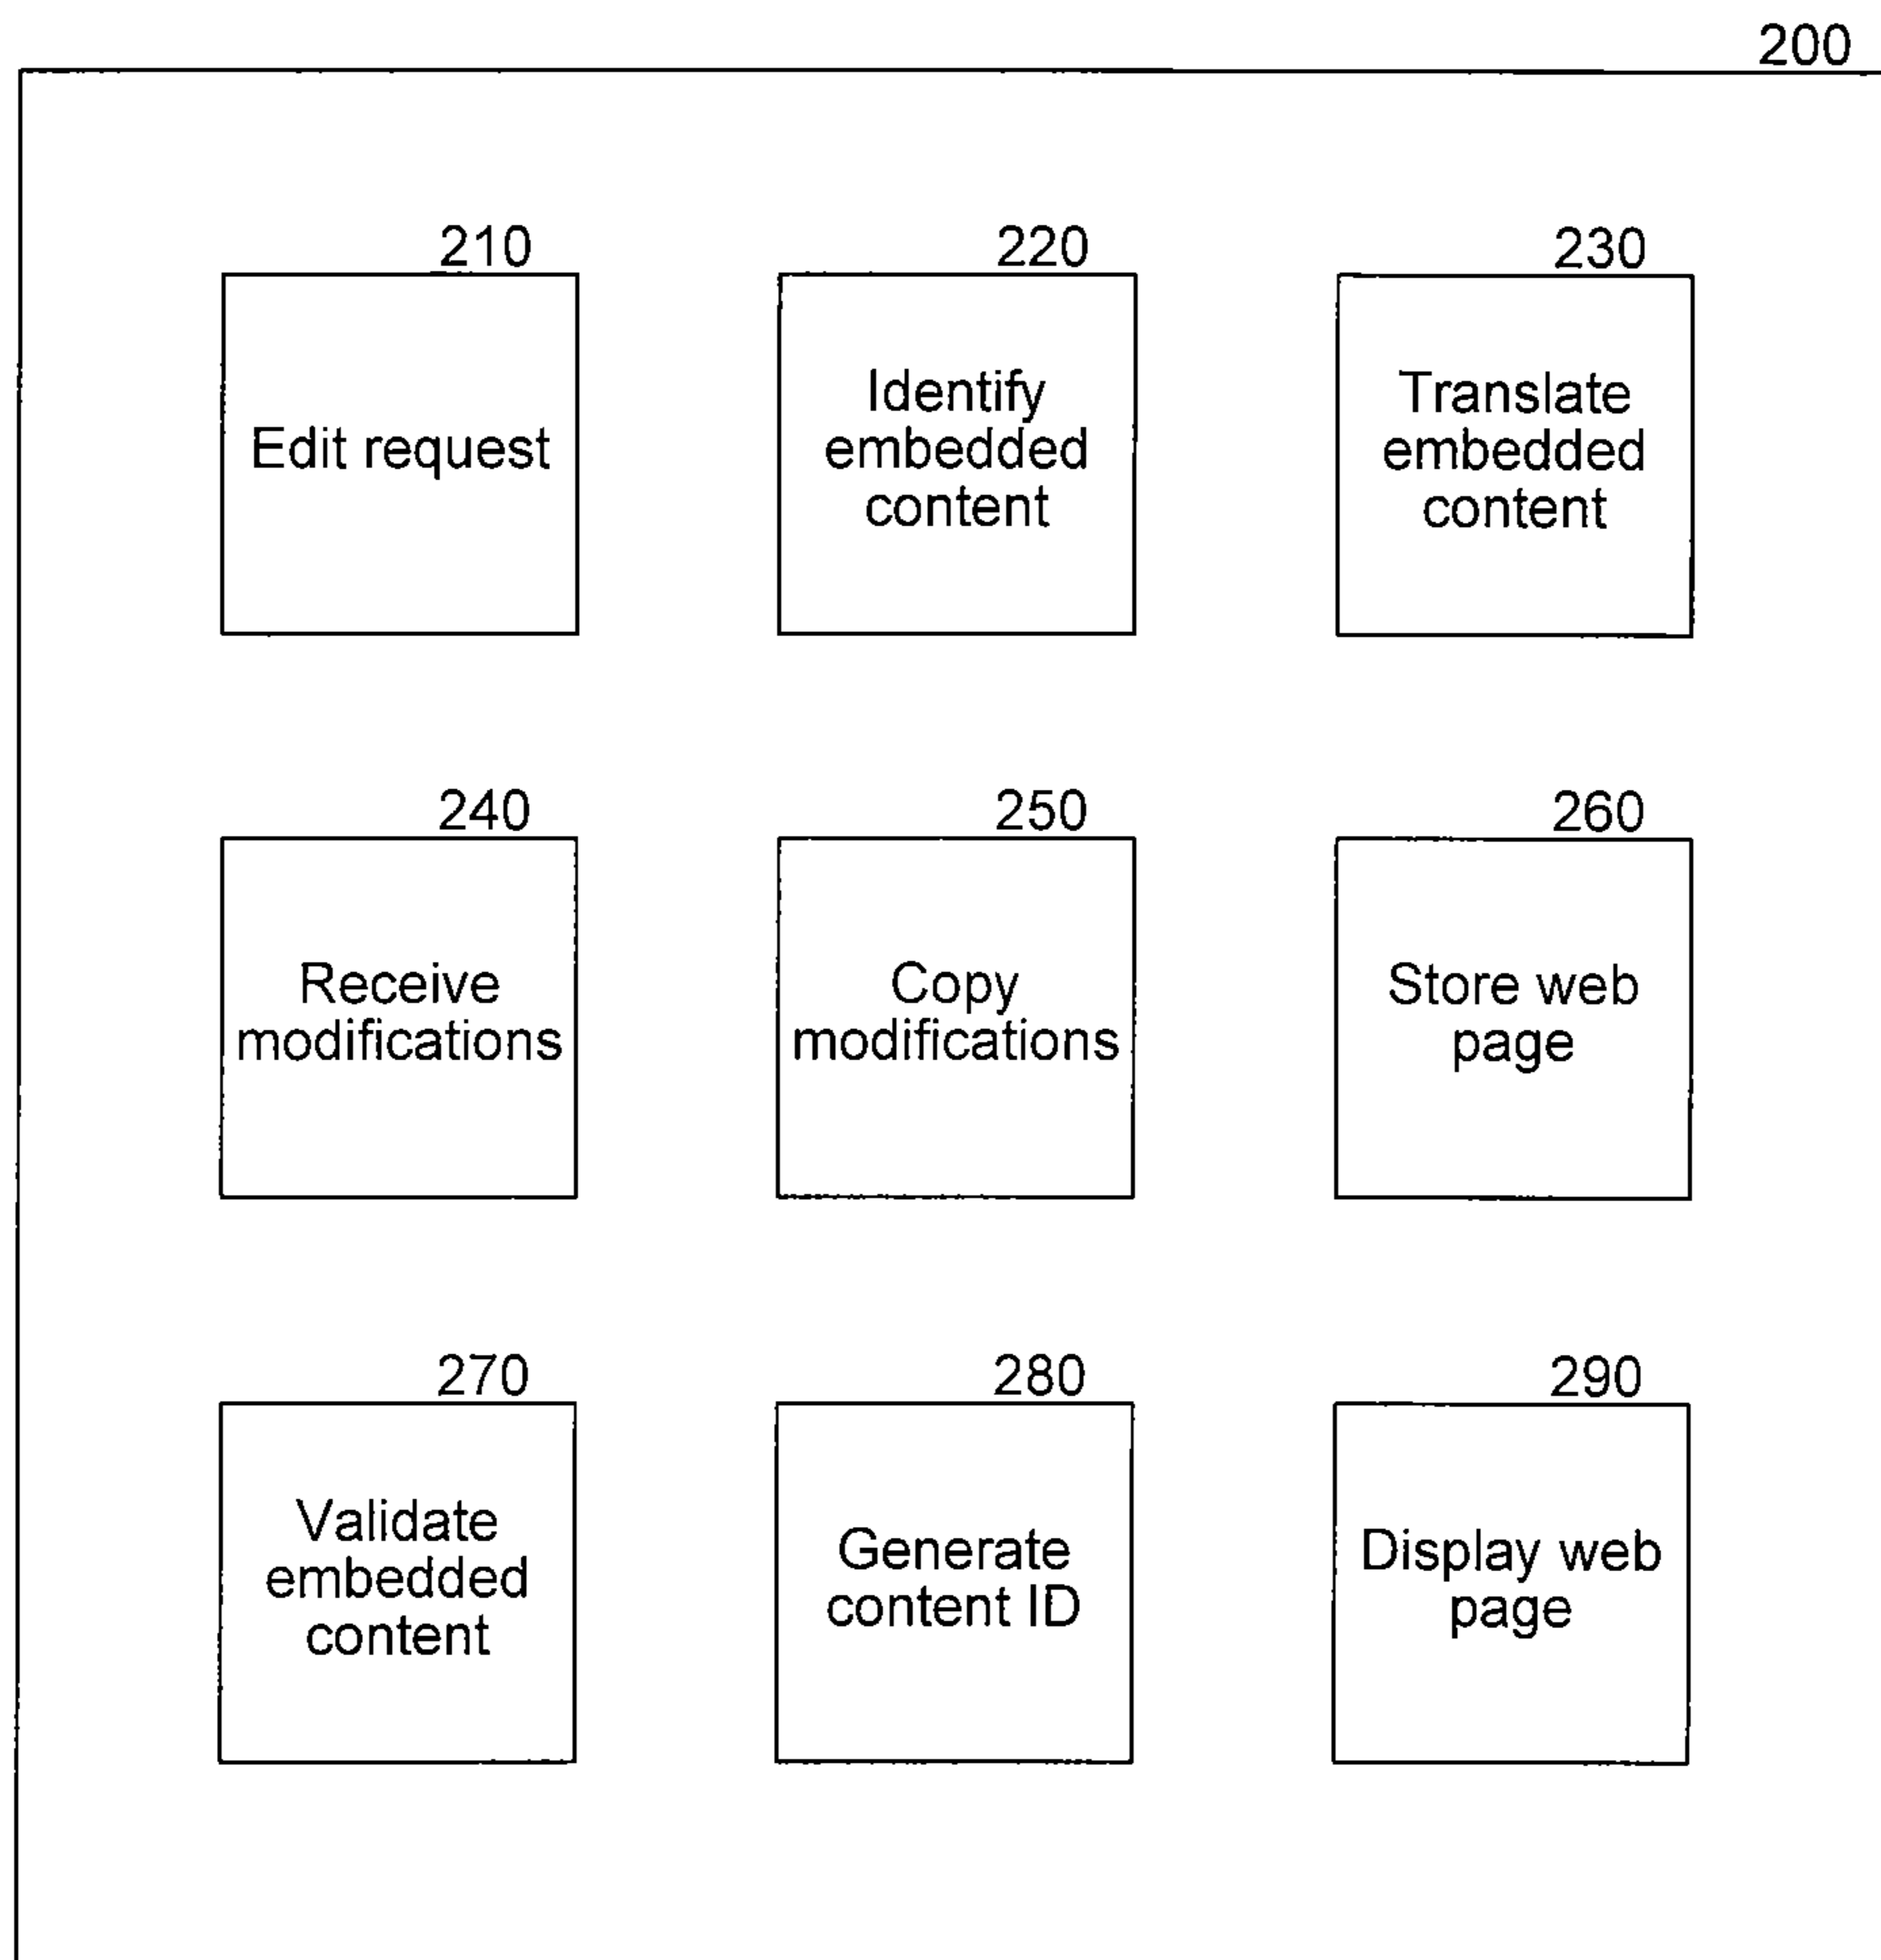 200
210
Edit request
220
Identify
embedded
content
230
Translate
embedded
content
240
Receive
modifications
250
Copy
modifications
260
Store web
page
270
Validate
embedded
content
280
Generate
content ID
290
Display web
page